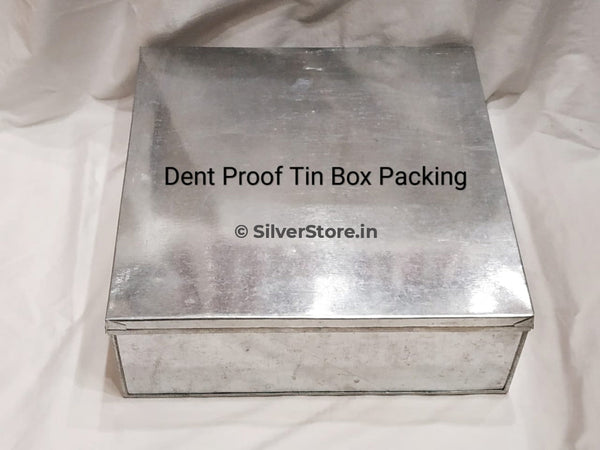 Dent Proof Tin Box Packing
© SilverStore.in